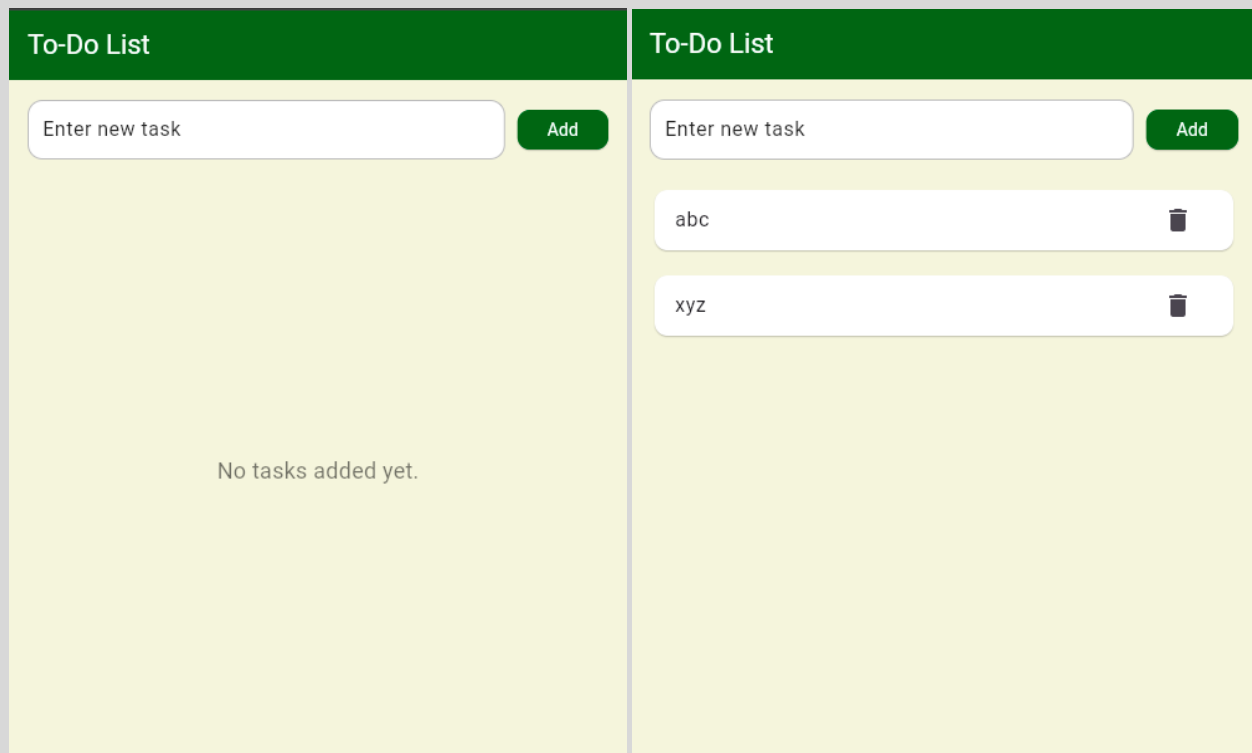 To-Do List
Enter new task
Add
No tasks added yet.
To-Do List
Enter new task
Add
abc
xyz